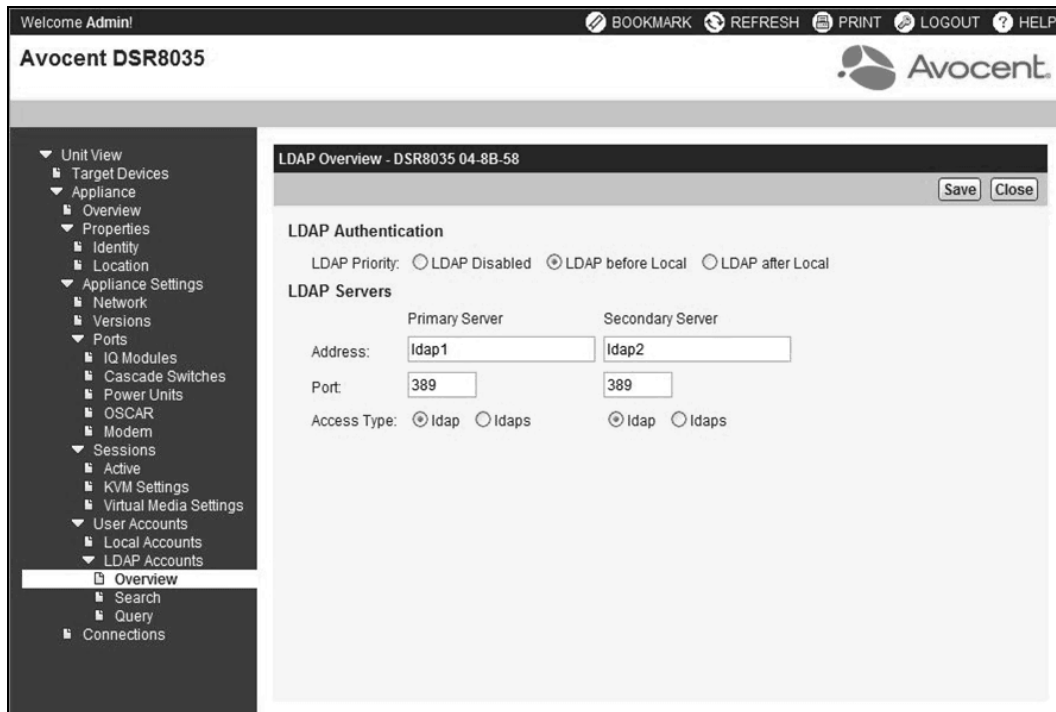 Welcome Admin!
BOOKMARK REFRESH PRINT LOGOUT HELP
Avocent DSR8035
Avocent.
Unit View
Target Devices
Appliance
Overview
Properties
Identity
Location
Appliance Settings
Network
Versions
Ports
IQ Modules
Cascade Switches
Power Units
OSCAR
Modem
Sessions
Active
KVM Settings
Virtual Media Settings
User Accounts
Local Accounts
LDAP Accounts
Overview
Search
Query
Connections
LDAP Overview - DSR8035 04-8B-58
Save Close
LDAP Authentication
LDAP Priority: LDAP Disabled LDAP before Local LDAP after Local
LDAP Servers
Primary Server Secondary Server
Address: ldap1 ldap2
Port: 389 389
Access Type: ldap ldaps ldap ldaps